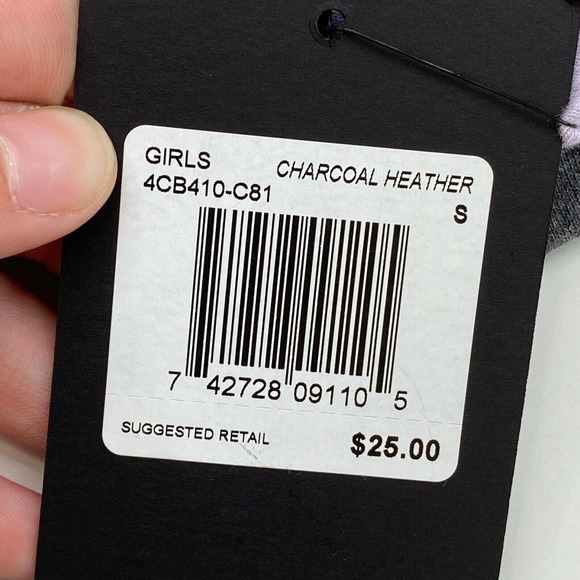 GIRLS CHARCOAL HEATHER
4CB410-C81 S
7 42728 09110 5
SUGGESTED RETAIL $25.00